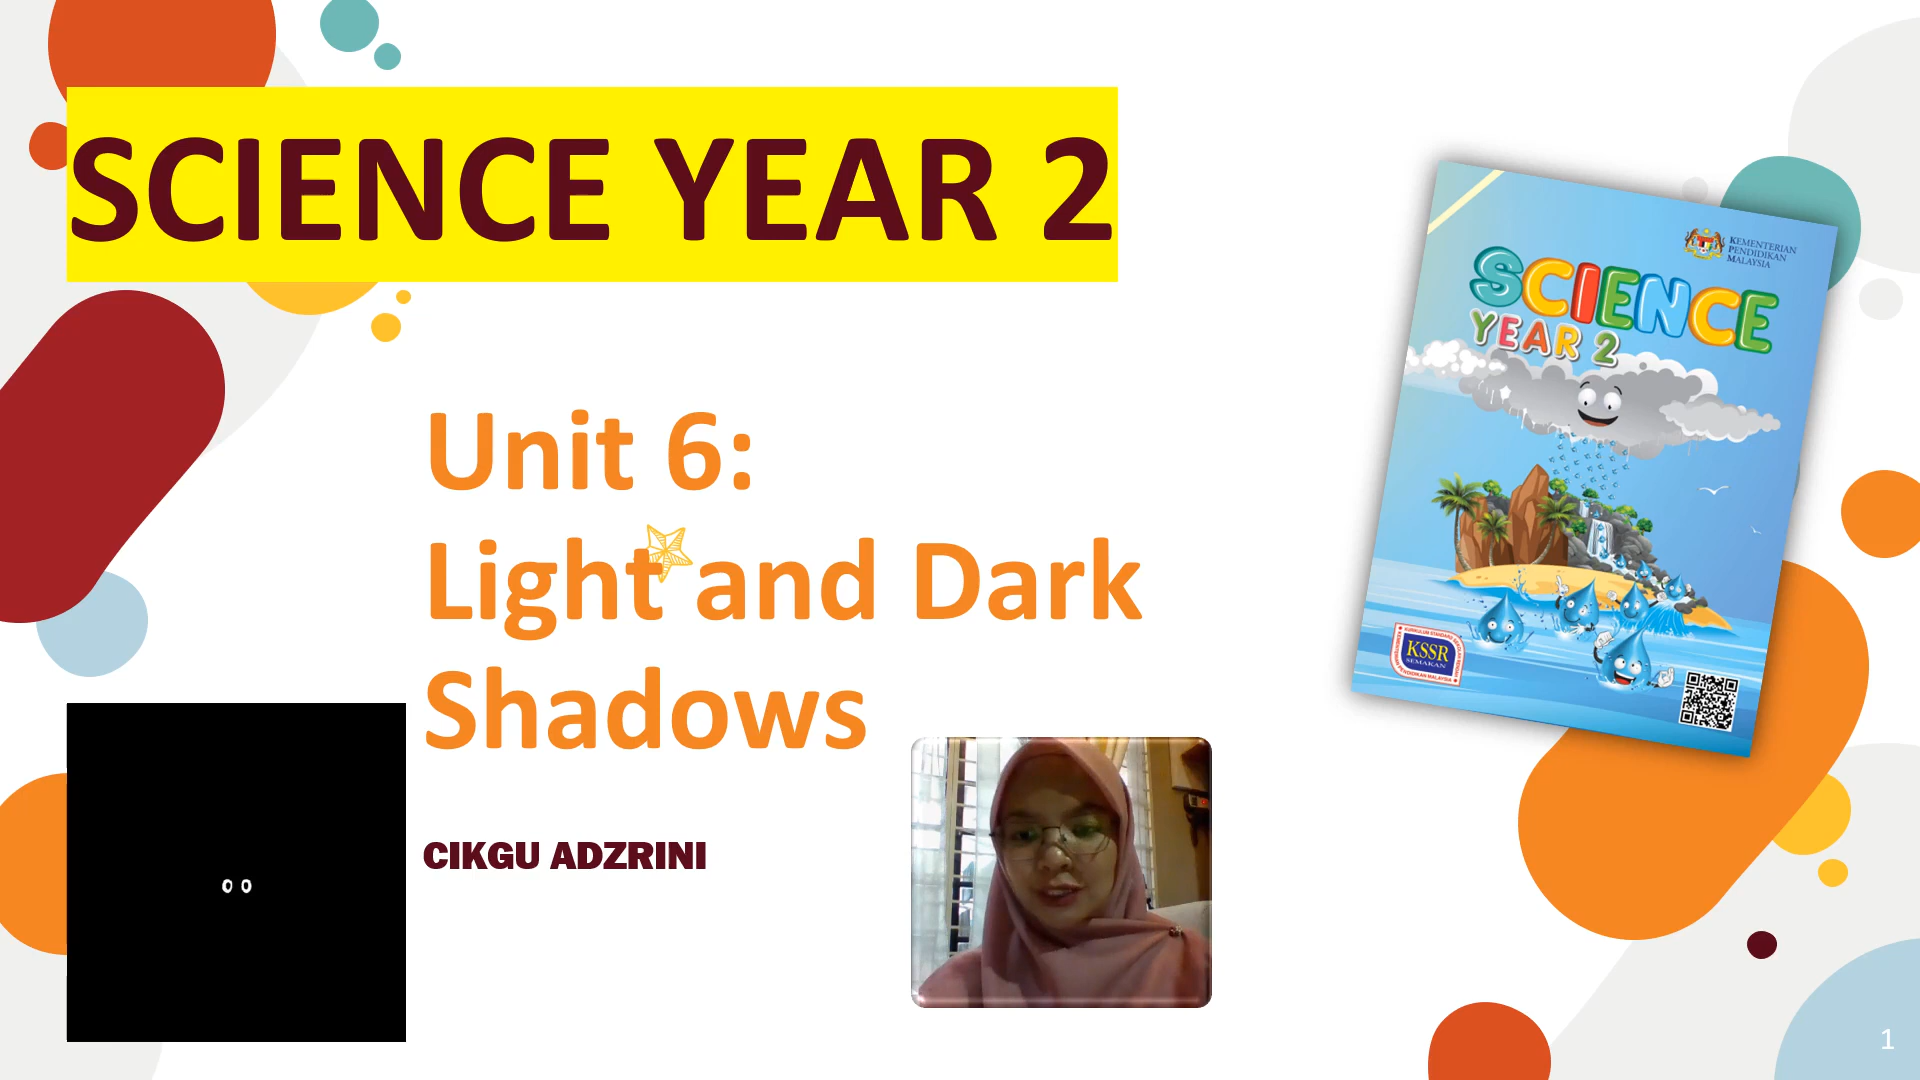 SCIENCE YEAR 2
Unit 6:
Light and Dark
Shadows
CIKGU ADZRINI
KEMENTERIAN
PENDIDIKAN
MALAYSIA
SCIENCE
YEAR 2
KSSR
SEMAKAN
1